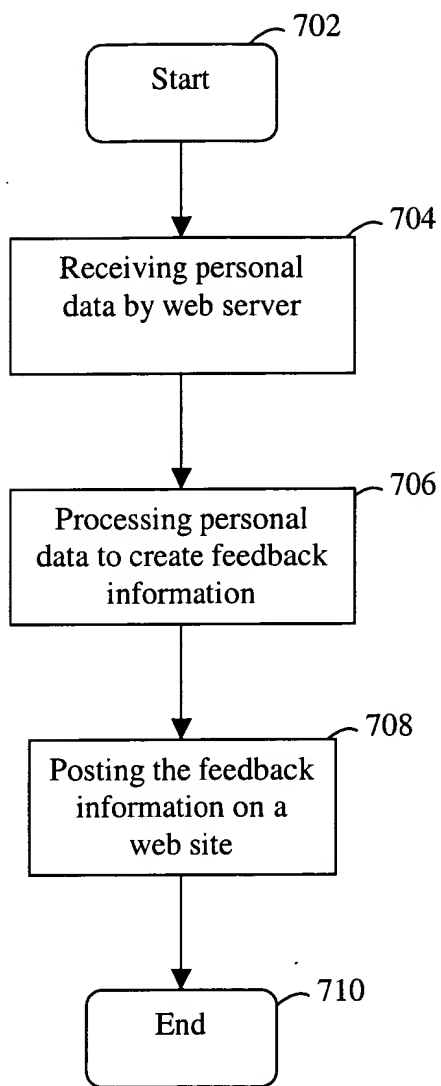 702
Start
704
Receiving personal
data by web server
706
Processing personal
data to create feedback
information
708
Posting the feedback
information on a
web site
710
End